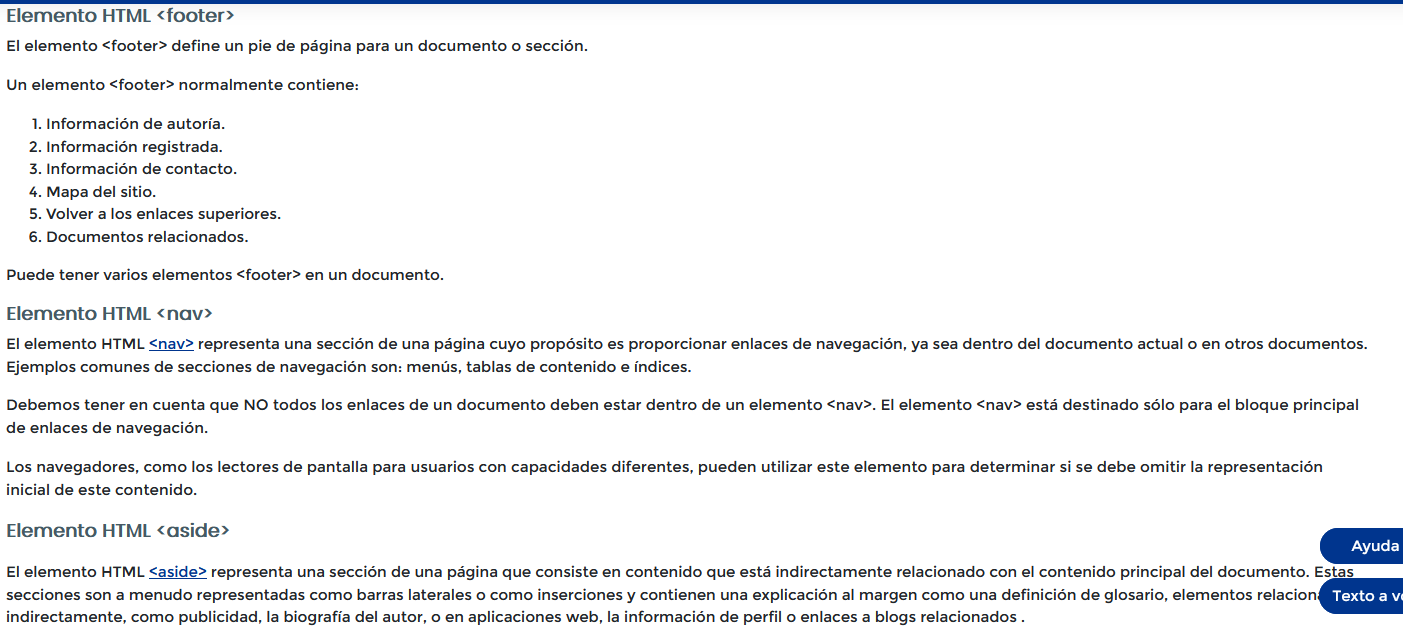 Elemento HTML <footer>
El elemento <footer> define un pie de página para un documento o sección.
Un elemento <footer> normalmente contiene:
1. Información de autoría.
2. Información registrada.
3. Información de contacto.
4. Mapa del sitio.
5. Volver a los enlaces superiores.
6. Documentos relacionados.
Puede tener varios elementos <footer> en un documento.
Elemento HTML <nav>
El elemento HTML <nav> representa una sección de una página cuyo propósito es proporcionar enlaces de navegación, ya sea dentro del documento actual o en otros documentos.
Ejemplos comunes de secciones de navegación son: menús, tablas de contenido e índices.
Debemos tener en cuenta que NO todos los enlaces de un documento deben estar dentro de un elemento <nav>. El elemento <nav> está destinado sólo para el bloque principal
de enlaces de navegación.
Los navegadores, como los lectores de pantalla para usuarios con capacidades diferentes, pueden utilizar este elemento para determinar si se debe omitir la representación
inicial de este contenido.
Elemento HTML <aside>
Ayuda
El elemento HTML <aside> representa una sección de una página que consiste en contenido que está indirectamente relacionado con el contenido principal del documento. Estas
secciones son a menudo representadas como barras laterales o como inserciones y contienen una explicación al margen como una definición de glosario, elementos
Texto a
indirectamente, como publicidad, la biografía del autor, o en aplicaciones web, la información de perfil o enlaces a blogs relacionados .